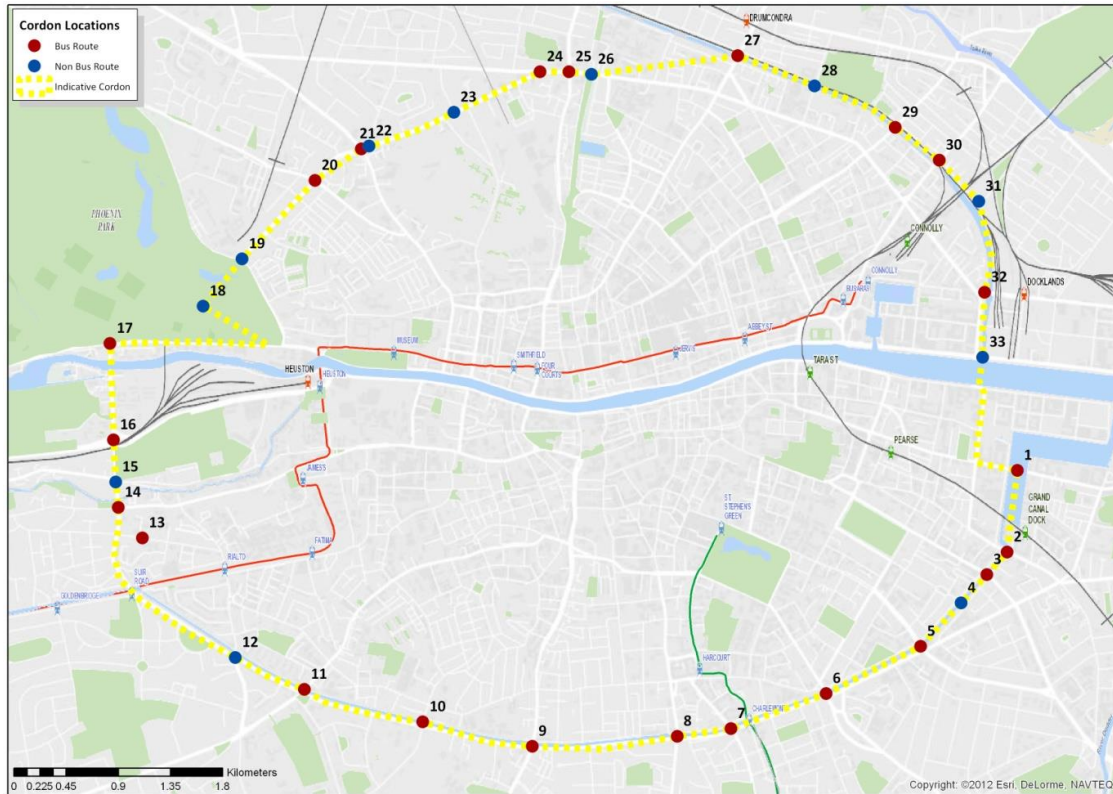 Cordon Locations
Bus Route
Non Bus Route
Indicative Cordon
DRUMCONDRA
27
24
25
26
28
23
29
21
22
30
20
31
PHOENIX
PARK
CONNOLLY
19
CONNOLLY
18
32
DOCKLANDS
BUSARAS
17
ABBEY ST
33
MUSEUM
SMITHFIELD
FOUR
COURTS
JERVIS
TARA ST
HEUSTON
HEUSTON
16
PEARSE
1
15
JAMES'S
14
ST
STEPHEN'S
GREEN
GRAND
CANAL
DOCK
13
2
FATIMA
3
RIALTO
SUIR
ROAD
4
GOLDENBRIDGE
5
12
HARCOURT
11
6
10
CHARLEMONT
7
8
9
Kilometers
0 0.225 0.45 0.9 1.35 1.8
Copyright: ©2012 Esri, DeLorme, NAVTEQ